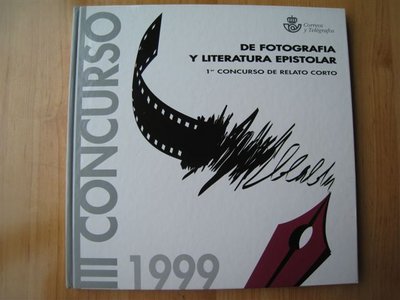 Correos
y Telégrafos
DE FOTOGRAFIA
Y LITERATURA EPISTOLAR
1er CONCURSO DE RELATO CORTO
III CONCURSO
1999